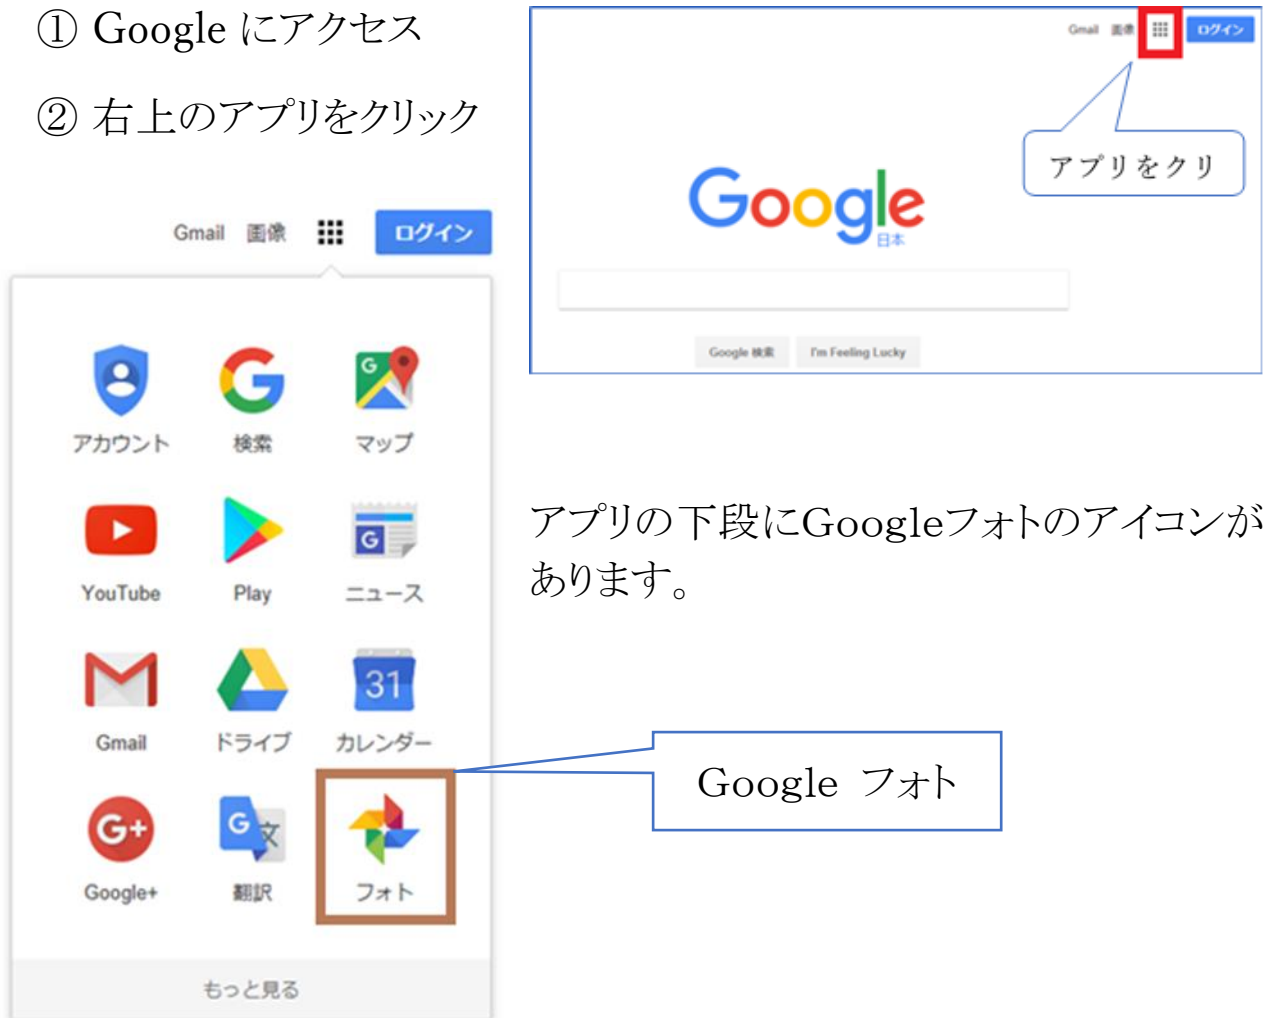 ① Google にアクセス
② 右上のアプリをクリック
Gmail 画像 ログイン
アプリをクリ
Google
日本
Google 検索 I'm Feeling Lucky
Gmail 画像 ログイン
アカウント 検索 マップ
YouTube Play ニュース
31
Gmail ドライブ カレンダー
G+ G 文
Google+ 翻訳 フォト
もっと見る
アプリの下段にGoogleフォトのアイコンが
あります。
Google フォト